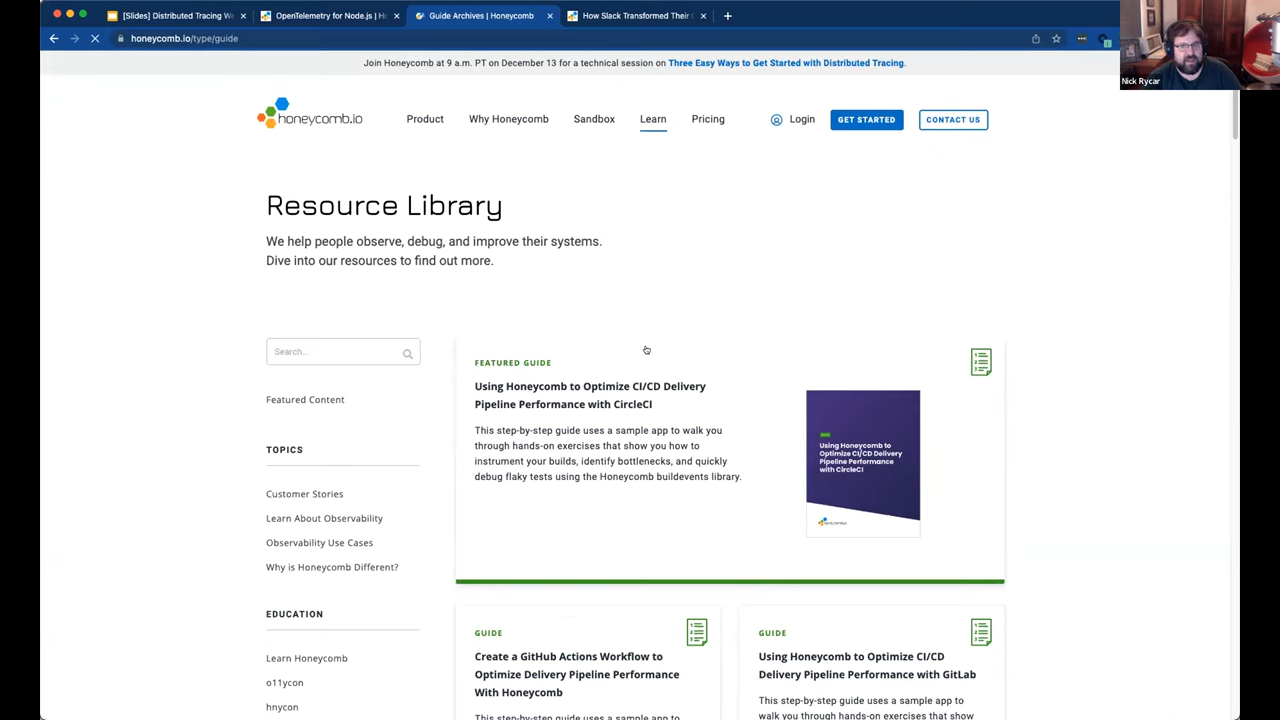 [Slides] Distributed Tracing We
OpenTelemetry for Node.js | H
Guide Archives | Honeycomb
How Slack Transformed Their
honeycomb.io/type/guide
Nick Rycar
Join Honeycomb at 9 a.m. PT on December 13 for a technical session on Three Easy Ways to Get Started with Distributed Tracing.
honeycomb.io
Product
Why Honeycomb
Sandbox
Learn
Pricing
Login
GET STARTED
CONTACT US
Resource Library
We help people observe, debug, and improve their systems.
Dive into our resources to find out more.
Search...
Featured Content
TOPICS
Customer Stories
Learn About Observability
Observability Use Cases
Why is Honeycomb Different?
EDUCATION
Learn Honeycomb
o11ycon
hnycon
FEATURED GUIDE
Using Honeycomb to Optimize CI/CD Delivery
Pipeline Performance with CircleCI
This step-by-step guide uses a sample app to walk you
through hands-on exercises that show you how to
instrument your builds, identify bottlenecks, and quickly
debug flaky tests using the Honeycomb buildevents library.
Using Honeycomb to
Optimize CI/CD Delivery
Pipeline Performance
with CircleCI
GUIDE
Create a GitHub Actions Workflow to
Optimize Delivery Pipeline Performance
With Honeycomb
This step-by-step guide uses a sample app to
GUIDE
Using Honeycomb to Optimize CI/CD
Delivery Pipeline Performance with GitLab
This step-by-step guide uses a sample app to
walk you through hands-on exercises that show